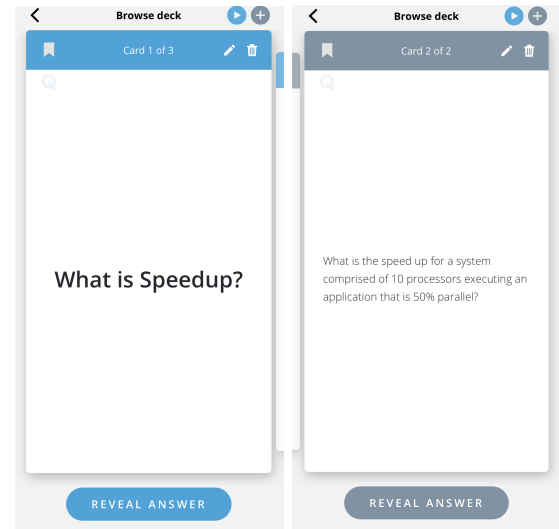 Browse deck
Card 1 of 3
Q
What is Speedup?
REVEAL ANSWER
Browse deck
Card 2 of 2
Q
What is the speed up for a system
comprised of 10 processors executing an
application that is 50% parallel?
REVEAL ANSWER